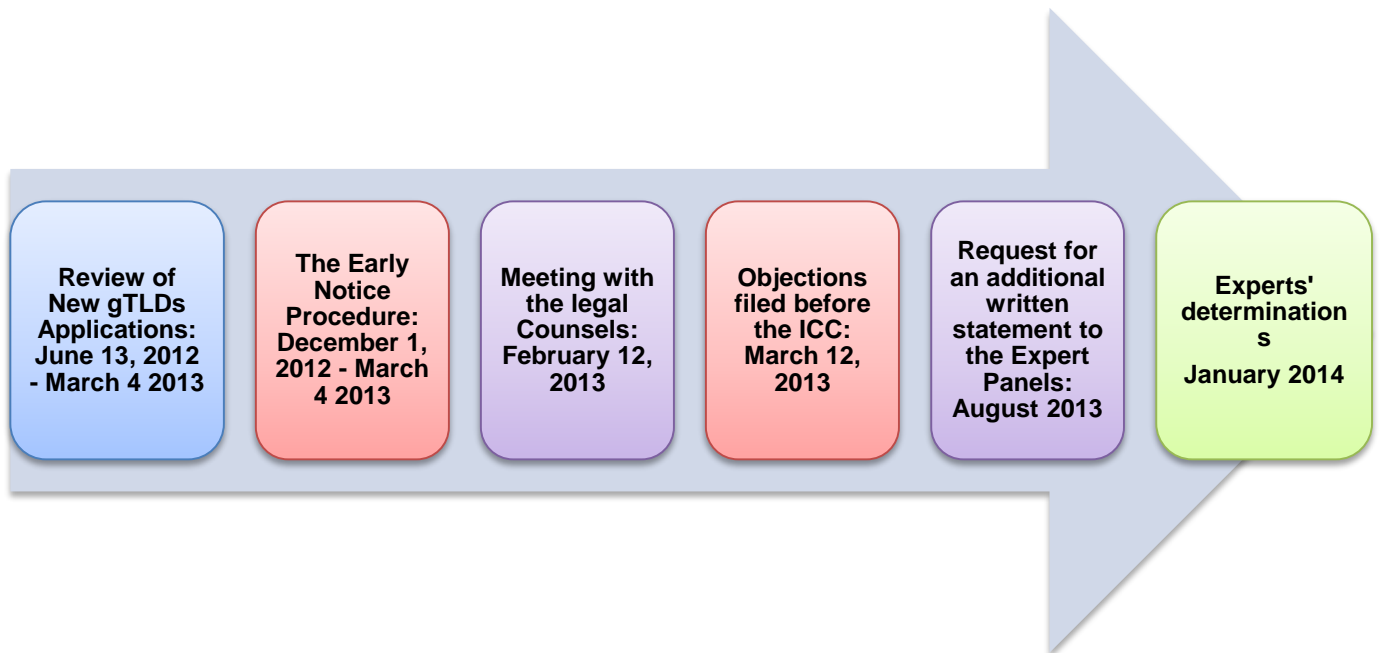 Review of
New gTLDs
Applications:
June 13, 2012
- March 4 2013
The Early
Notice
Procedure:
December 1,
2012 - March
4 2013
Meeting with
the legal
Counsels:
February 12,
2013
Objections
filed before
the ICC:
March 12,
2013
Request for
an additional
written
statement to
the Expert
Panels:
August 2013
Experts'
determination
s
January 2014